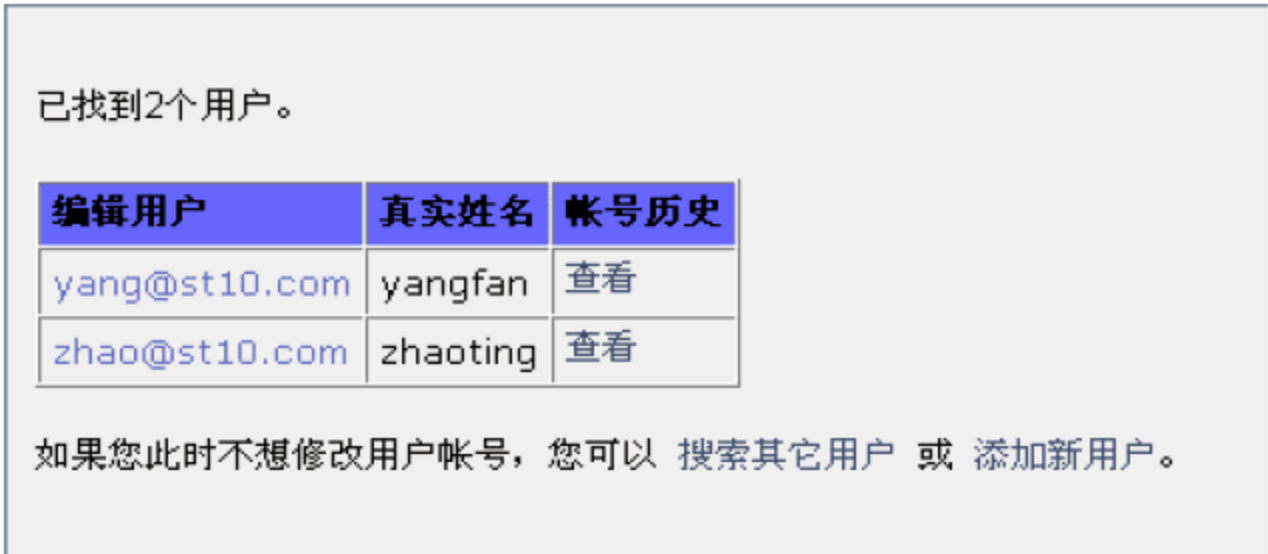 已找到2个用户。
编辑用户 真实姓名 帐号历史
yang@st10.com yangfan 查看
zhao@st10.com zhaoting 查看
如果您此时不想修改用户帐号，您可以 搜索其它用户 或 添加新用户。